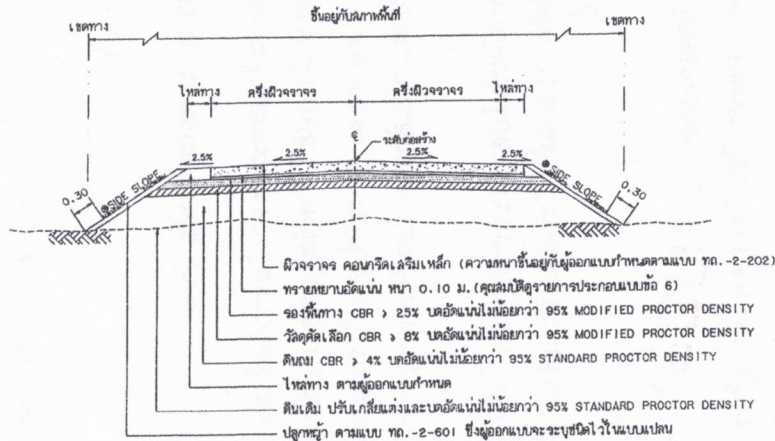 ขึ้นอยู่กับสภาพพื้นที่
เขตทาง
เขตทาง
ไหล่ทาง
ครึ่งผิวจราจร
ครึ่งผิวจราจร
ไหล่ทาง
℄
ระดับก่อสร้าง
2.5%
2.5%
2.5%
2.5%
SIDE SLOPE
SIDE SLOPE
0.30
0.30
ผิวจราจร คอนกรีตเสริมเหล็ก (ความหนาขึ้นอยู่กับผู้ออกแบบกำหนดตามแบบ ทถ.-2-202)
ทรายหยาบอัดแน่น หนา 0.10 ม.(คุณสมบัติดูรายการประกอบแบบข้อ 6)
รองพื้นทาง CBR > 25% บดอัดแน่นไม่น้อยกว่า 95% MODIFIED PROCTOR DENSITY
วัสดุคัดเลือก CBR > 8% บดอัดแน่นไม่น้อยกว่า 95% MODIFIED PROCTOR DENSITY
ดินถม CBR > 4% บดอัดแน่นไม่น้อยกว่า 95% STANDARD PROCTOR DENSITY
ไหล่ทาง ตามผู้ออกแบบกำหนด
ดินเดิม ปรับเกลี่ยแต่งและบดอัดแน่นไม่น้อยกว่า 95% STANDARD PROCTOR DENSITY
ปลูกหญ้า ตามแบบ ทถ.-2-601 ซึ่งผู้ออกแบบจะระบุชนิดไว้ในแบบแปลน